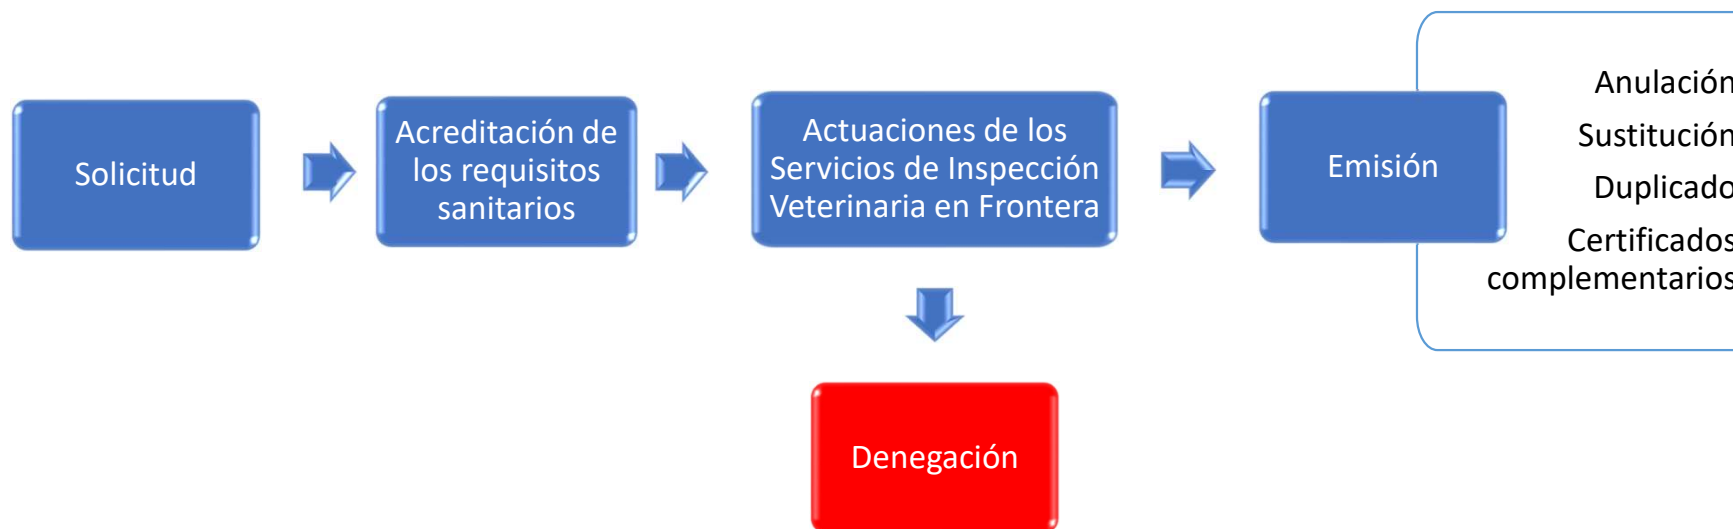 Solicitud
Acreditación de
los requisitos
sanitarios
Actuaciones de los
Servicios de Inspección
Veterinaria en Frontera
Emisión
Anulación
Sustitución
Duplicado
Certificados
complementarios
Denegación